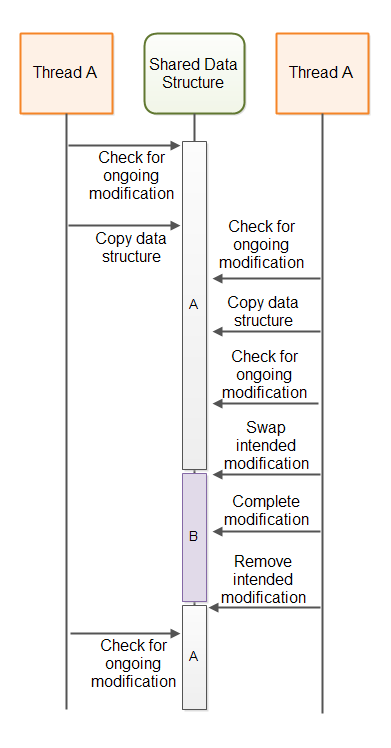 Thread A
Shared Data
Structure
Thread A
Check for
ongoing
modification
Copy data
structure
Check for
ongoing
modification
A
Copy data
structure
Check for
ongoing
modification
Swap
intended
modification
Complete
modification
B
Remove
intended
modification
Check for
ongoing
modification
A